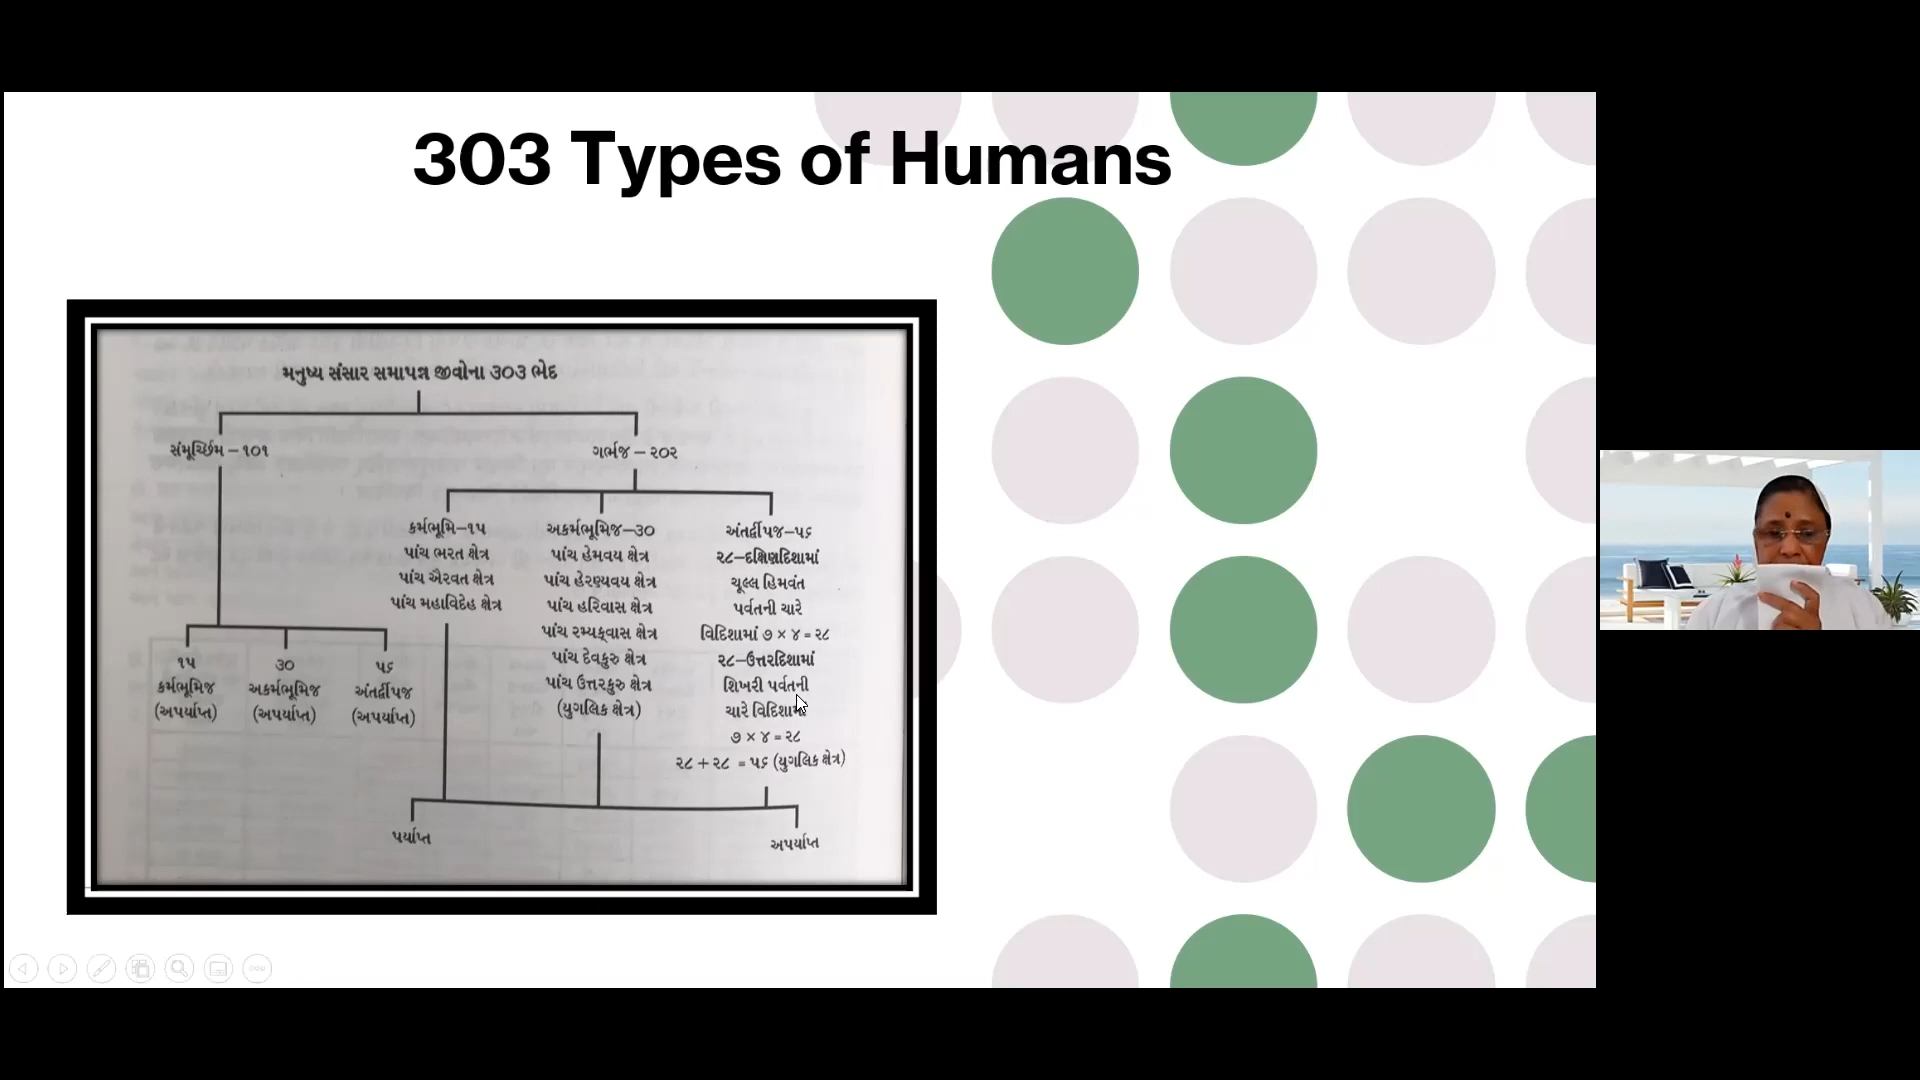 303 Types of Humans
મનુષ્ય સંસાર સમાપન્ન જીવોના ૩૦૩ ભેદ
સંમૂર્ચ્છિમ – ૧૦૧
ગર્ભજ – ૨૦૨
કર્મભૂમિ–૧૫
પાંચ ભરત ક્ષેત્ર
પાંચ ઐરવત ક્ષેત્ર
પાંચ મહાવિદેહ ક્ષેત્ર
અકર્મભૂમિજ–૩૦
પાંચ હેમવય ક્ષેત્ર
પાંચ હેરણ્યવય ક્ષેત્ર
પાંચ હરિવાસ ક્ષેત્ર
પાંચ રમ્યક્વાસ ક્ષેત્ર
પાંચ દેવકુરુ ક્ષેત્ર
પાંચ ઉત્તરકુરુ ક્ષેત્ર
(યુગલિક ક્ષેત્ર)
અંતર્દ્વીપજ–૫૬
૨૮–દક્ષિણદિશામાં
ચૂલ્લ હિમવંત
પર્વતની ચારે
વિદિશામાં ૭ × ૪ = ૨૮
૨૮–ઉત્તરદિશામાં
શિખરી પર્વતની
ચારે વિદિશામાં
૭ × ૪ = ૨૮
૨૮ + ૨૮ = ૫૬ (યુગલિક ક્ષેત્ર)
૧૫
કર્મભૂમિજ
(અપર્યાપ્ત)
૩૦
અકર્મભૂમિજ
(અપર્યાપ્ત)
૫૬
અંતર્દ્વીપજ
(અપર્યાપ્ત)
પર્યાપ્ત
અપર્યાપ્ત